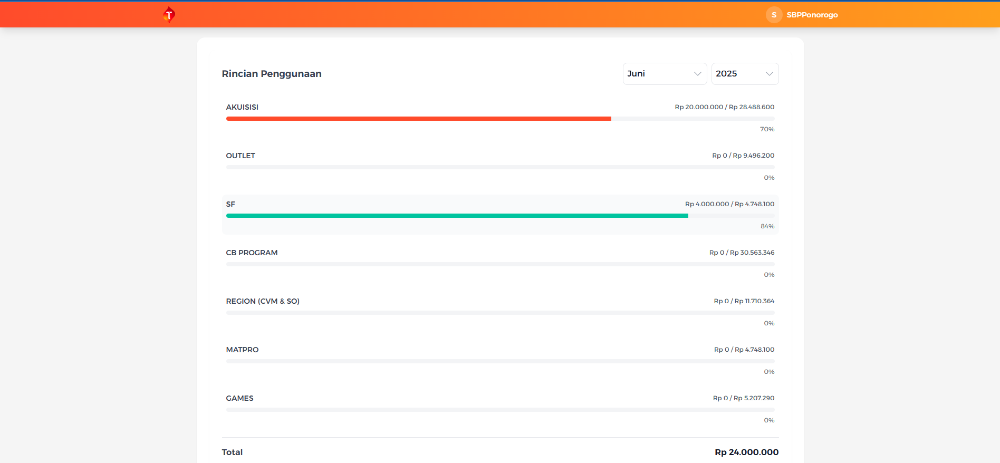 T
S SBPPonorogo
Rincian Penggunaan
Juni
2025
AKUISISI
Rp 20.000.000 / Rp 28.488.600
70%
OUTLET
Rp 0 / Rp 9.496.200
0%
SF
Rp 4.000.000 / Rp 4.748.100
84%
CB PROGRAM
Rp 0 / Rp 30.563.346
0%
REGION (CVM & SO)
Rp 0 / Rp 11.710.364
0%
MATPRO
Rp 0 / Rp 4.748.100
0%
GAMES
Rp 0 / Rp 5.207.290
0%
Total
Rp 24.000.000